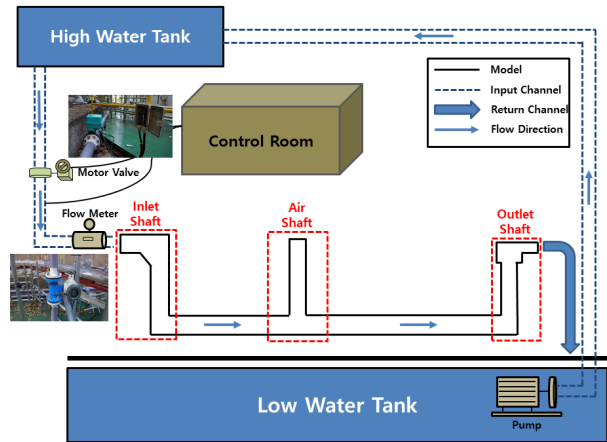 High Water Tank
Model
Input Channel
Return Channel
Flow Direction
Control Room
Motor Valve
Flow Meter
Inlet
Shaft
Air
Shaft
Outlet
Shaft
Low Water Tank
Pump